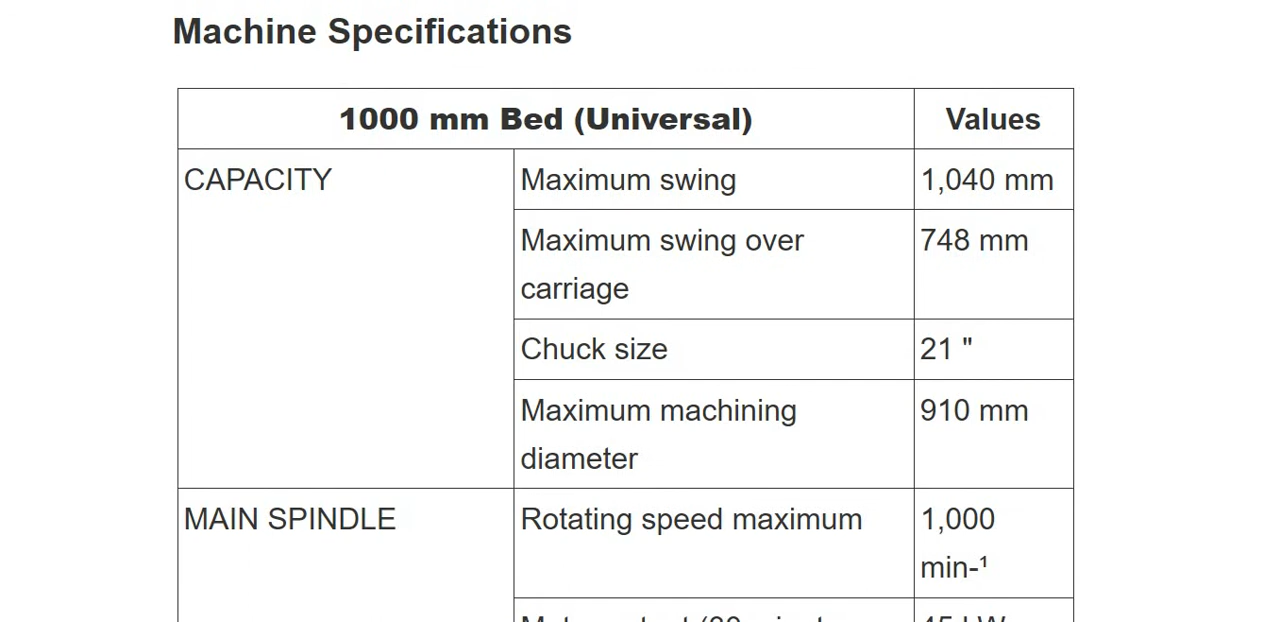 Machine Specifications
1000 mm Bed (Universal) Values
CAPACITY Maximum swing 1,040 mm
Maximum swing over 748 mm
carriage
Chuck size 21 "
Maximum machining 910 mm
diameter
MAIN SPINDLE Rotating speed maximum 1,000
min-¹